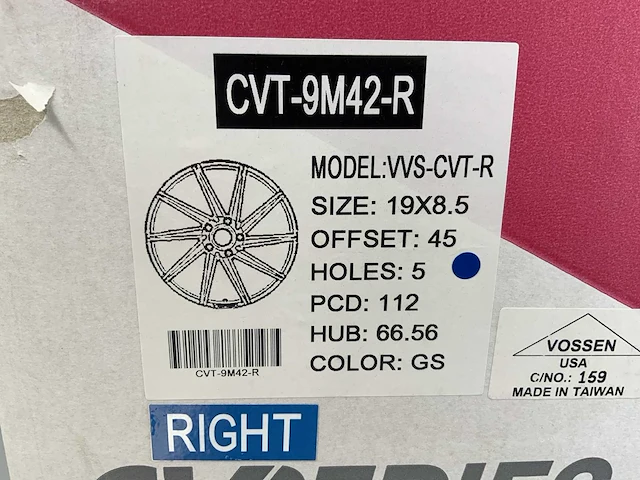 CVT-9M42-R
MODEL:VVS-CVT-R
SIZE: 19X8.5
OFFSET: 45
HOLES: 5
PCD: 112
HUB: 66.56
COLOR: GS
CVT-9M42-R
VOSSEN
USA
C/NO.: 159
MADE IN TAIWAN
RIGHT